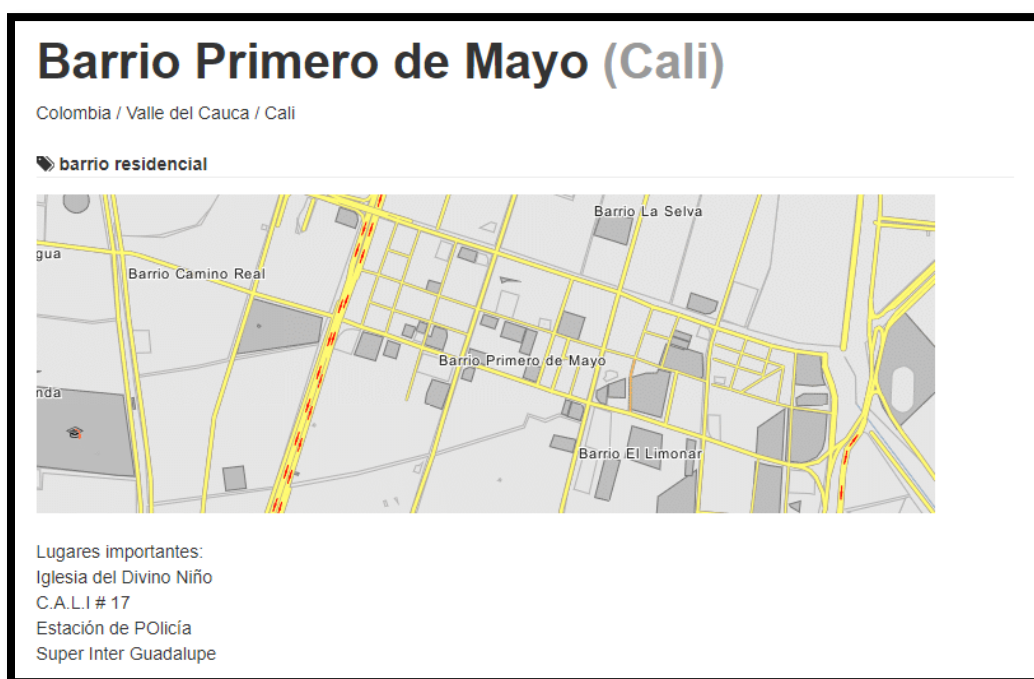 Barrio Primero de Mayo (Cali)
Colombia / Valle del Cauca / Cali
barrio residencial
Barrio La Selva
gua
Barrio Camino Real
Barrio Primero de Mayo
nda
Barrio El Limonar
Lugares importantes:
Iglesia del Divino Niño
C.A.L.I # 17
Estación de POlicía
Super Inter Guadalupe